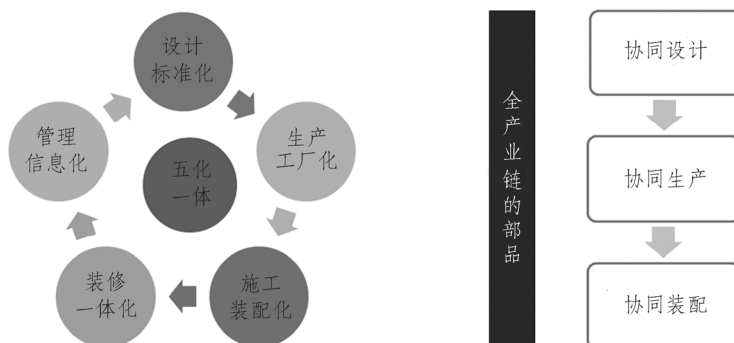 设计
标准化
生产
工厂化
施工
装配化
装修
一体化
管理
信息化
五化
一体
全产业链的部品
协同设计
协同生产
协同装配